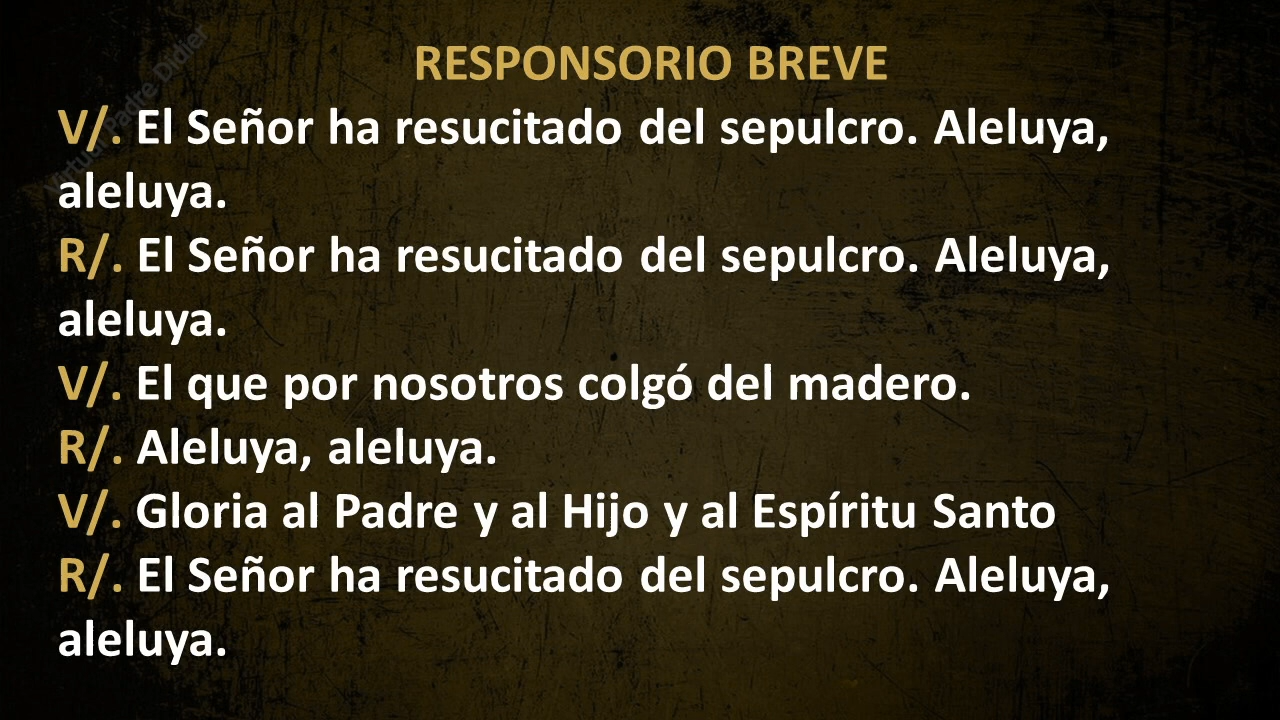 RESPONSORIO BREVE
V/. El Señor ha resucitado del sepulcro. Aleluya,
aleluya.
R/. El Señor ha resucitado del sepulcro. Aleluya,
aleluya.
V/. El que por nosotros colgó del madero.
R/. Aleluya, aleluya.
V/. Gloria al Padre y al Hijo y al Espíritu Santo
R/. El Señor ha resucitado del sepulcro. Aleluya,
aleluya.
Padre Didier